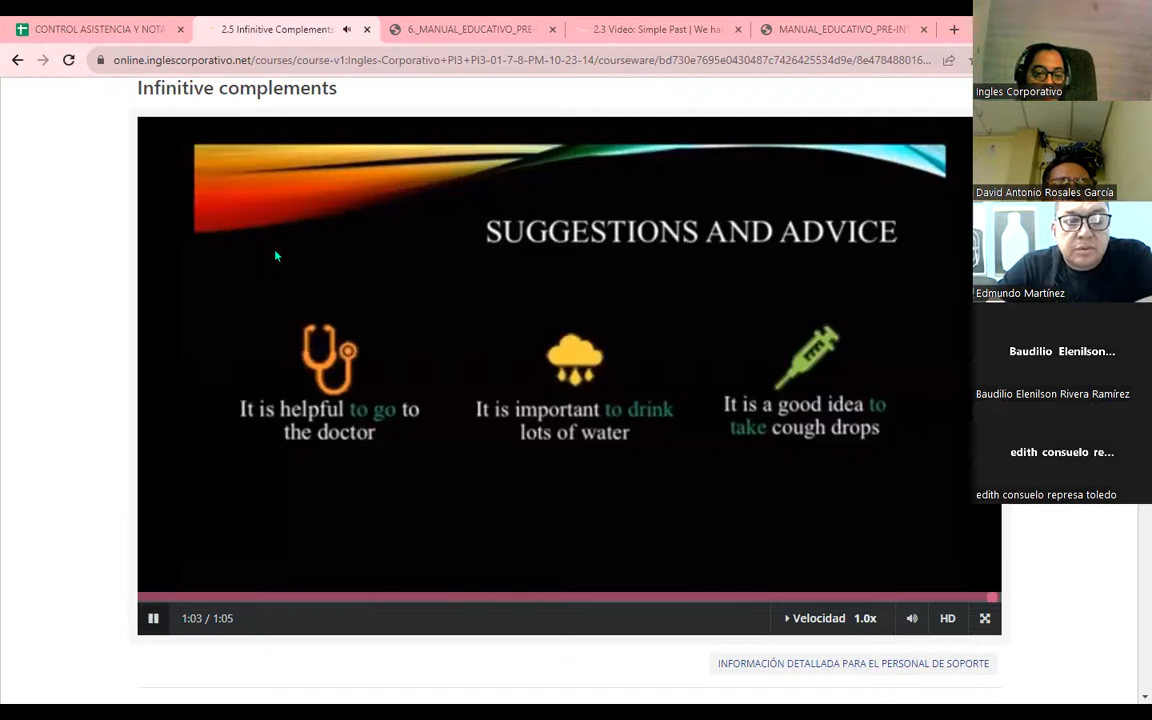 CONTROL ASISTENCIA Y NOTA
2.5 Infinitive Complements
6._MANUAL_EDUCATIVO_PRE-
2.3 Video: Simple Past | We ha
MANUAL_EDUCATIVO_PRE-IN
online.inglescorporativo.net/courses/course-v1:Ingles-Corporativo+PI3+PI3-01-7-8-PM-10-23-14/courseware/bd730e7695e0430487c7426425534d9e/8e478488016...
Infinitive complements
SUGGESTIONS AND ADVICE
It is helpful to go to
the doctor
It is important to drink
lots of water
It is a good idea to
take cough drops
1:03 / 1:05
Velocidad 1.0x
HD
INFORMACIÓN DETALLADA PARA EL PERSONAL DE SOPORTE
Ingles Corporativo
David Antonio Rosales García
Edmundo Martínez
Baudilio Elenilson...
Baudilio Elenilson Rivera Ramírez
edith consuelo re...
edith consuelo represa toledo